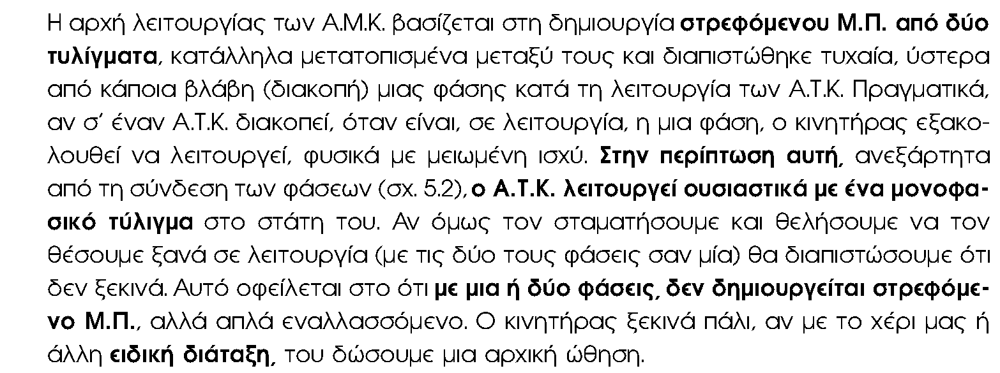 Η αρχή λειτουργίας των Α.Μ.Κ. βασίζεται στη δημιουργία στρεφόμενου Μ.Π. από δύο
τυλίγματα, κατάλληλα μετατοπισμένα μεταξύ τους και διαπιστώθηκε τυχαία, ύστερα
από κάποια βλάβη (διακοπή) μιας φάσης κατά τη λειτουργία των Α.Τ.Κ. Πραγματικά,
αν σ' έναν Α.Τ.Κ. διακοπεί, όταν είναι, σε λειτουργία, η μια φάση, ο κινητήρας εξακο-
λουθεί να λειτουργεί, φυσικά με μειωμένη ισχύ. Στην περίπτωση αυτή, ανεξάρτητα
από τη σύνδεση των φάσεων (σχ. 5.2), ο Α.Τ.Κ. λειτουργεί ουσιαστικά με ένα μονοφα-
σικό τύλιγμα στο στάτη του. Αν όμως τον σταματήσουμε και θελήσουμε να τον
θέσουμε ξανά σε λειτουργία (με τις δύο τους φάσεις σαν μία) θα διαπιστώσουμε ότι
δεν ξεκινά. Αυτό οφείλεται στο ότι με μια ή δύο φάσεις, δεν δημιουργείται στρεφόμε-
νο Μ.Π., αλλά απλά εναλλασσόμενο. Ο κινητήρας ξεκινά πάλι, αν με το χέρι μας ή
άλλη ειδική διάταξη, του δώσουμε μια αρχική ώθηση.